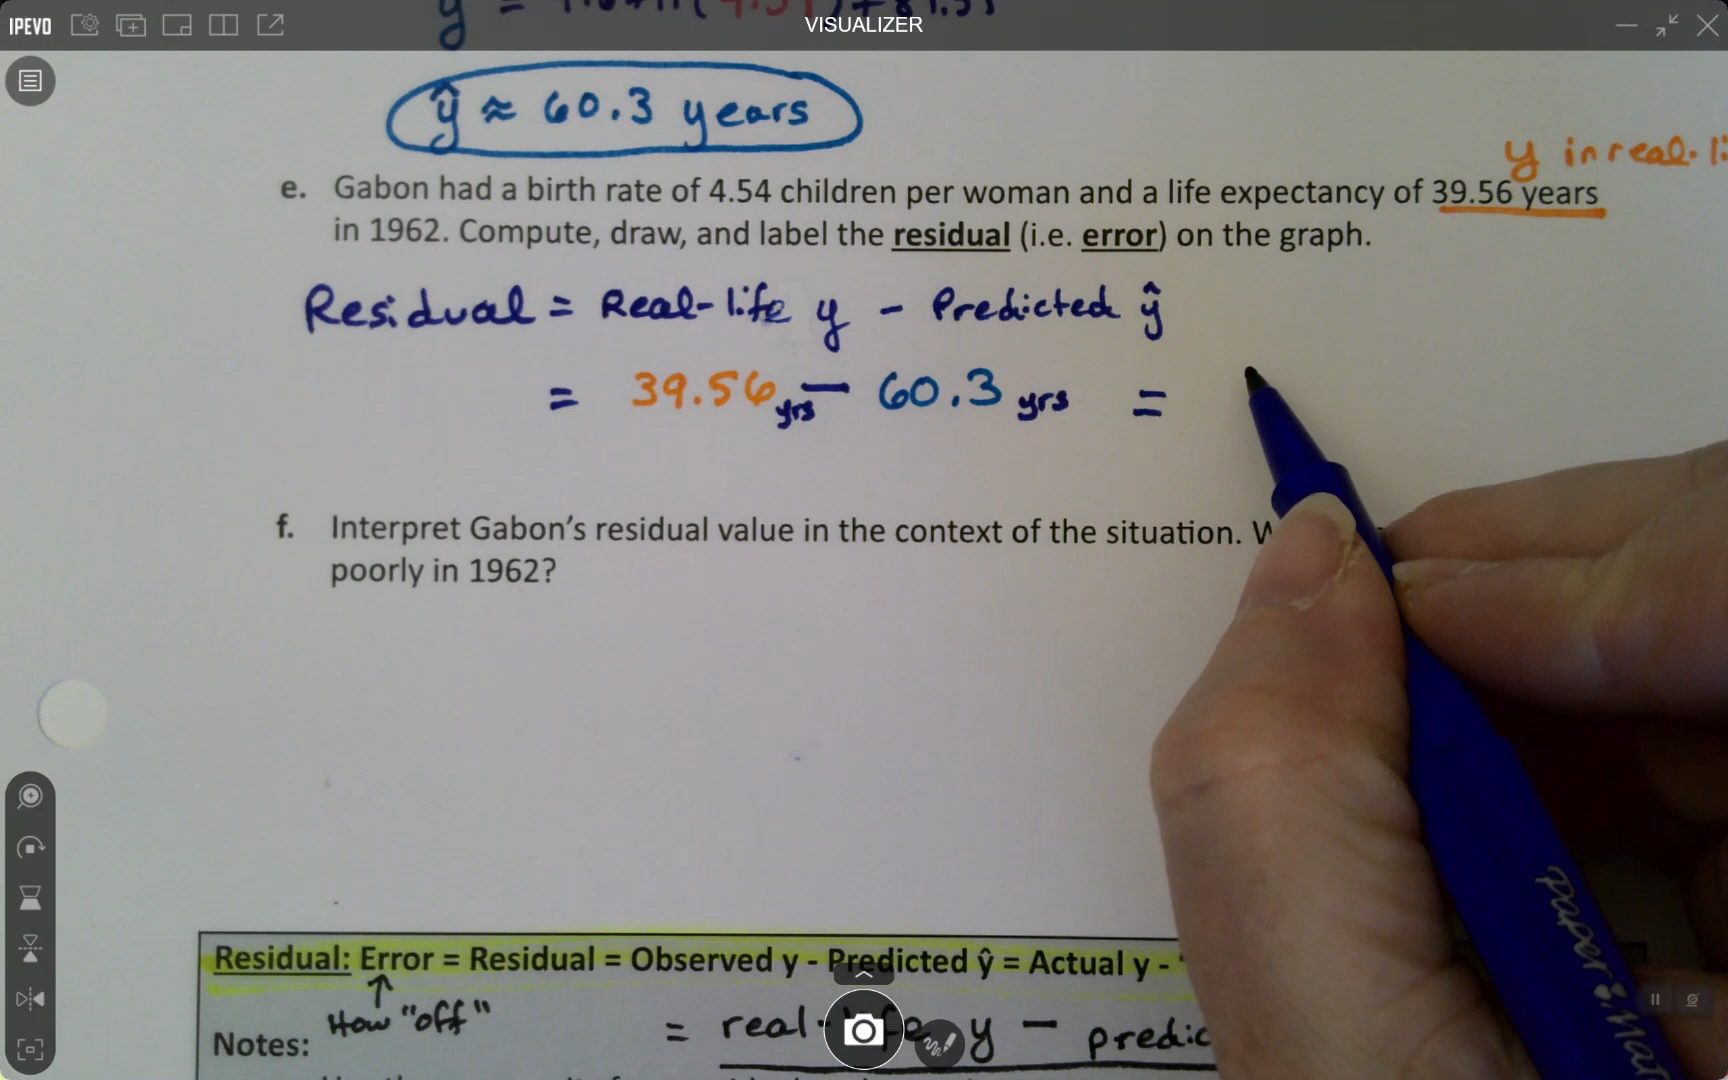 IPEVO
VISUALIZER
ŷ ≈ 60.3 years
y in real-li
e. Gabon had a birth rate of 4.54 children per woman and a life expectancy of 39.56 years
in 1962. Compute, draw, and label the residual (i.e. error) on the graph.
Residual = Real-life y - Predicted ŷ
= 39.56 yrs - 60.3 yrs =
f. Interpret Gabon's residual value in the context of the situation. W
poorly in 1962?
Residual: Error = Residual = Observed y - Predicted ŷ = Actual y -
↑
How "off"
Notes:
= real-life y - predic
Paper:Mat